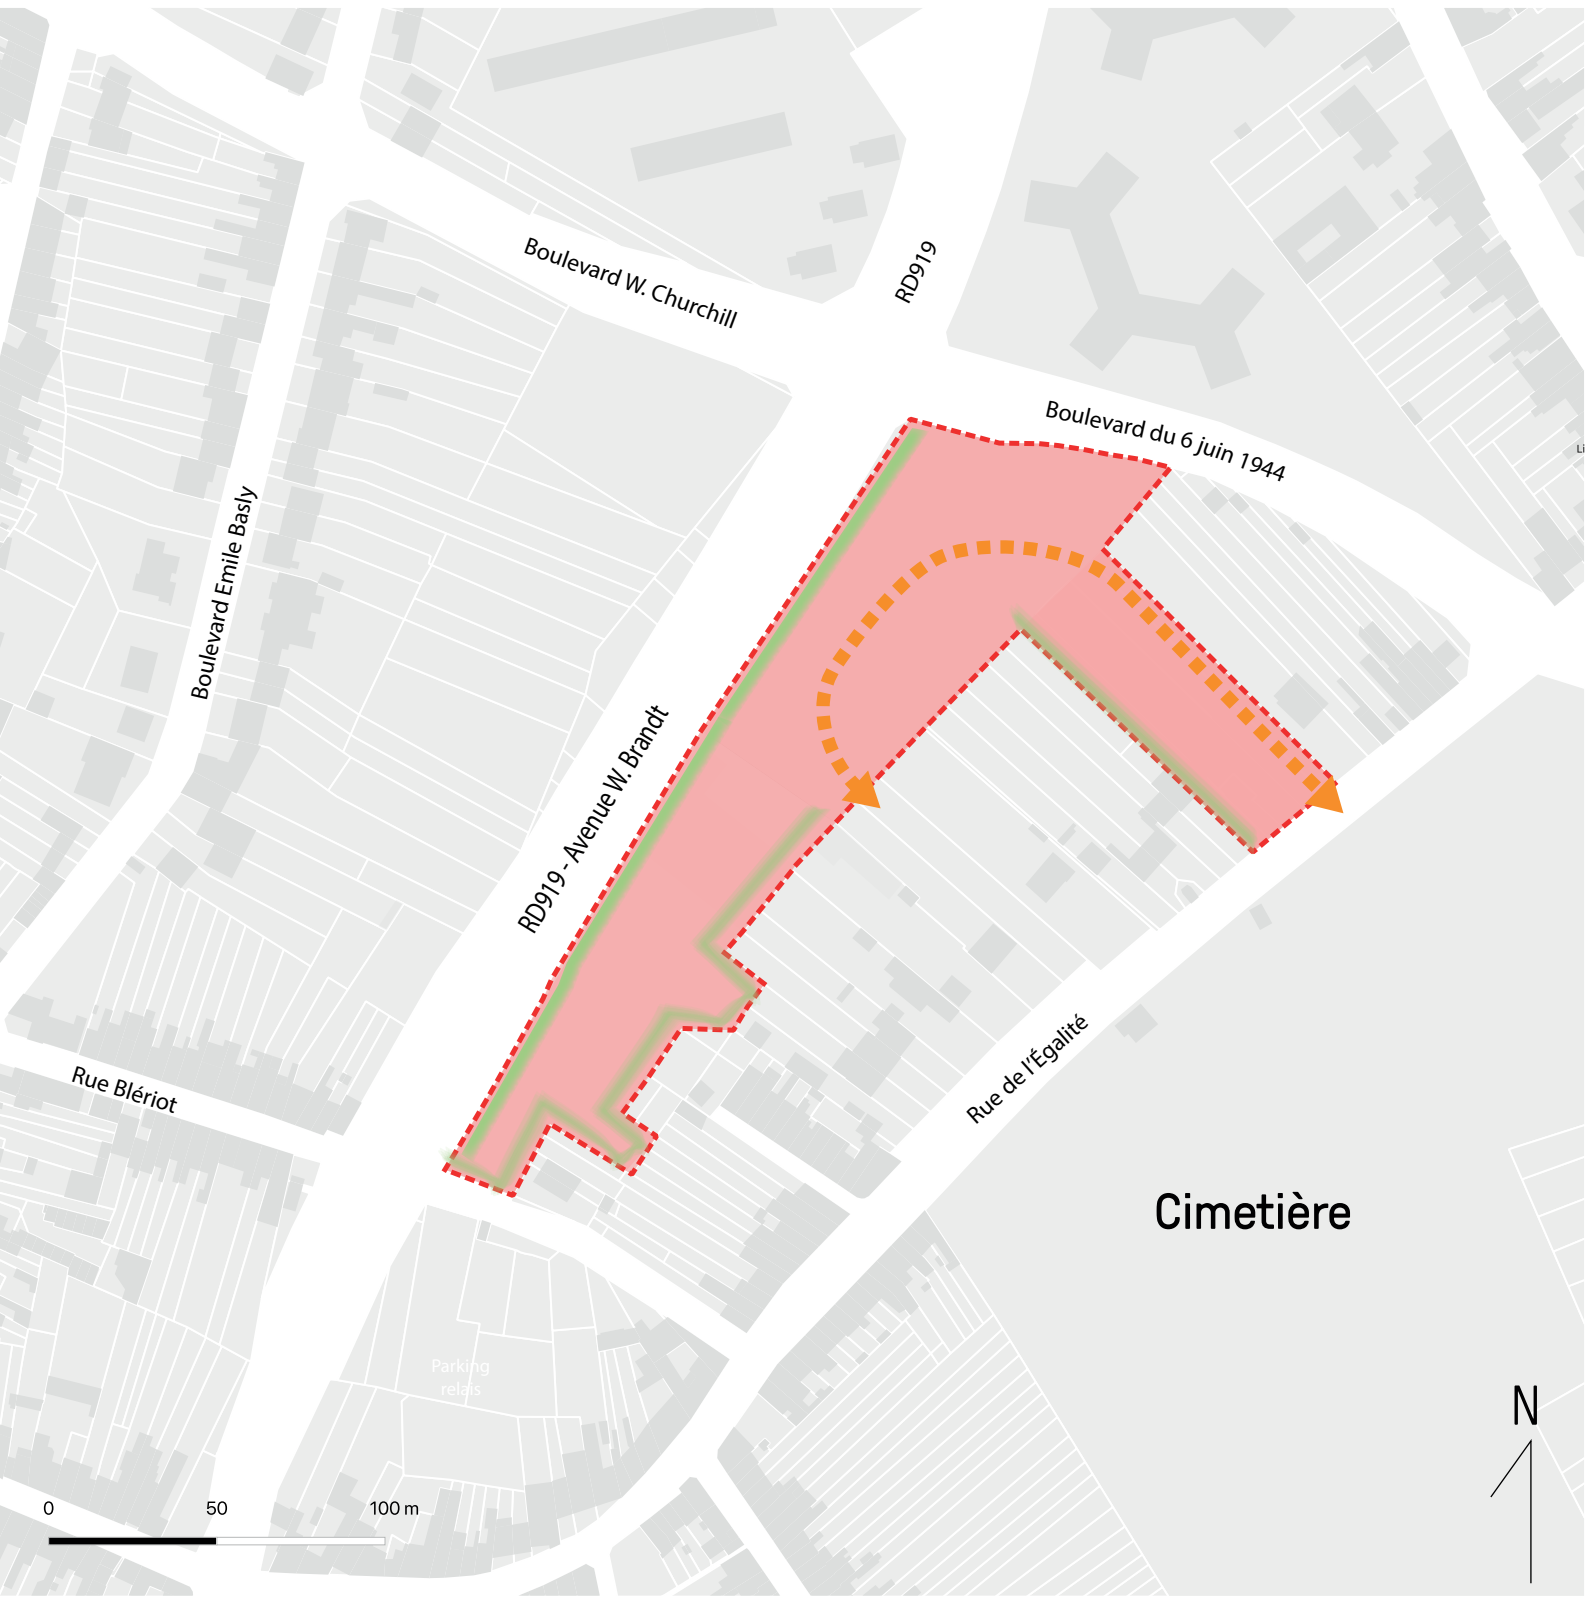 Boulevard W. Churchill
RD919
Boulevard du 6 juin 1944
Li
Boulevard Emile Basly
RD919 - Avenue W. Brandt
Rue Blériot
Rue de l'Égalité
Cimetière
Parking
relais
N
0 50 100 m